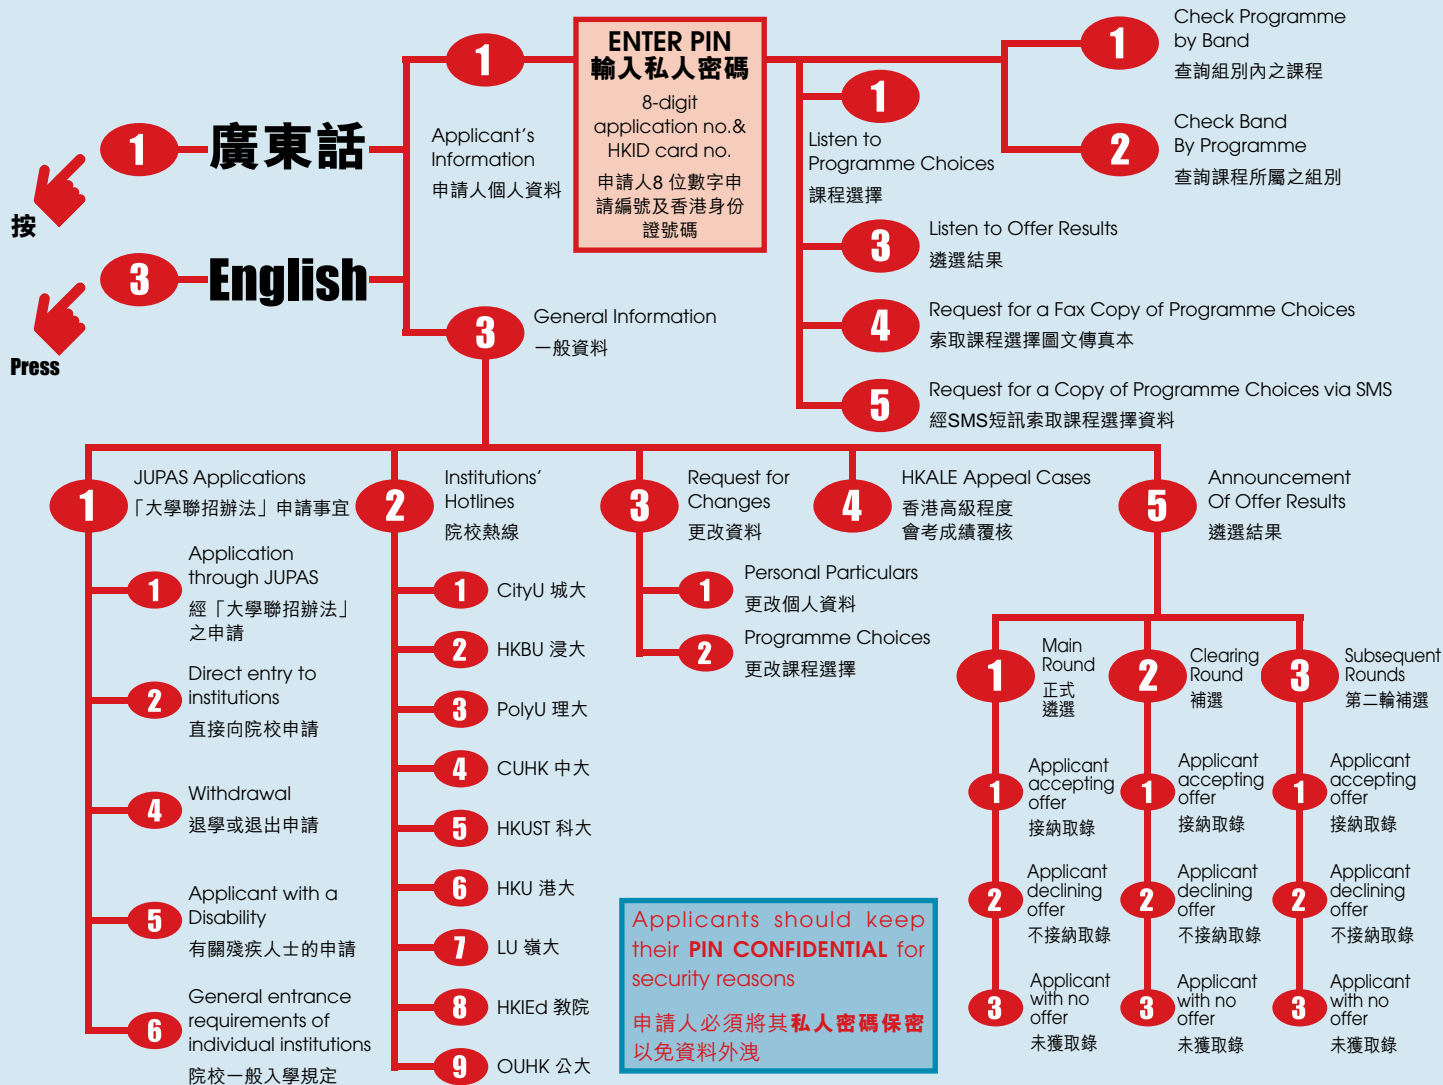 按
Press
1
廣東話
3
English
1
Applicant's
Information
申請人個人資料
ENTER PIN
輸入私人密碼
8-digit
application no.&
HKID card no.
申請人8 位數字申
請編號及香港身份
證號碼
1
Listen to
Programme Choices
課程選擇
1
Check Programme
by Band
查詢組別內之課程
2
Check Band
By Programme
查詢課程所屬之組別
3
Listen to Offer Results
遴選結果
4
Request for a Fax Copy of Programme Choices
索取課程選擇圖文傳真本
5
Request for a Copy of Programme Choices via SMS
經SMS短訊索取課程選擇資料
3
General Information
一般資料
1
JUPAS Applications
「大學聯招辦法」申請事宜
1
Application
through JUPAS
經「大學聯招辦法」
之申請
2
Direct entry to
institutions
直接向院校申請
4
Withdrawal
退學或退出申請
5
Applicant with a
Disability
有關殘疾人士的申請
6
General entrance
requirements of
individual institutions
院校一般入學規定
2
Institutions'
Hotlines
院校熱線
1
CityU 城大
2
HKBU 浸大
3
PolyU 理大
4
CUHK 中大
5
HKUST 科大
6
HKU 港大
7
LU 嶺大
8
HKIEd 教院
9
OUHK 公大
3
Request for
Changes
更改資料
1
Personal Particulars
更改個人資料
2
Programme Choices
更改課程選擇
4
HKALE Appeal Cases
香港高級程度
會考成績覆核
5
Announcement
Of Offer Results
遴選結果
1
Main
Round
正式
遴選
1
Applicant
accepting
offer
接納取錄
2
Applicant
declining
offer
不接納取錄
3
Applicant
with no
offer
未獲取錄
2
Clearing
Round
補選
1
Applicant
accepting
offer
接納取錄
2
Applicant
declining
offer
不接納取錄
3
Applicant
with no
offer
未獲取錄
3
Subsequent
Rounds
第二輪補選
1
Applicant
accepting
offer
接納取錄
2
Applicant
declining
offer
不接納取錄
3
Applicant
with no
offer
未獲取錄
Applicants should keep
their PIN CONFIDENTIAL for
security reasons
申請人必須將其私人密碼保密
以免資料外洩